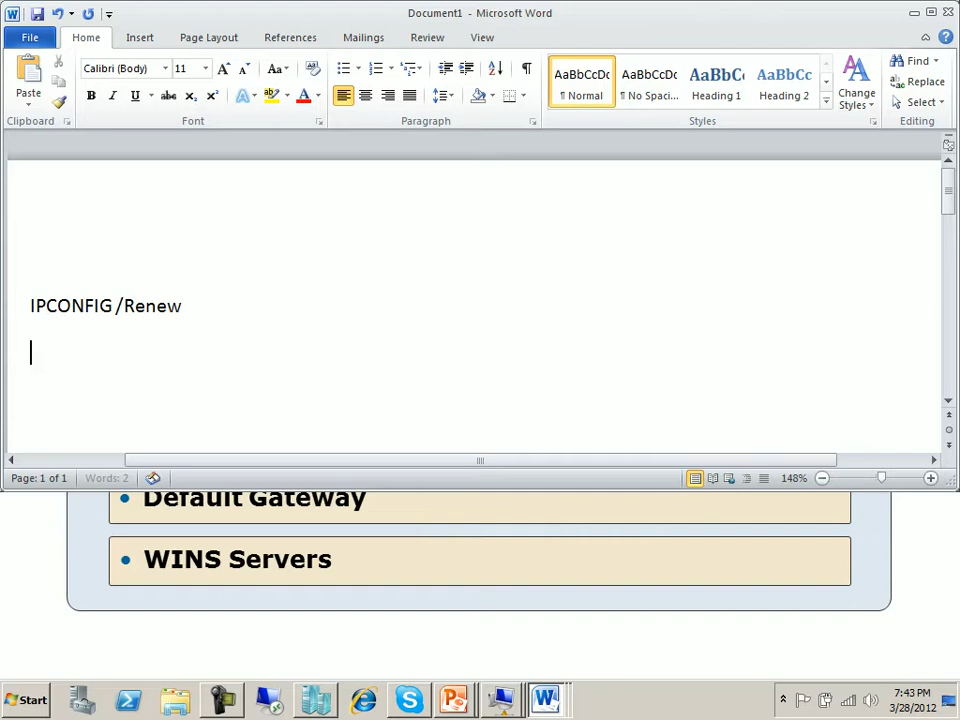 Document1 - Microsoft Word
File Home Insert Page Layout References Mailings Review View
Calibri (Body) 11
AaBbCcDc AaBbCcDc AaBbCc AaBbCc
Find
Replace
Select
Paste
B I U abc
Normal No Spaci... Heading 1 Heading 2
Change Styles
Clipboard Font Paragraph Styles Editing
IPCONFIG /Renew
Page: 1 of 1 Words: 2 148%
• Default Gateway
• WINS Servers
Start
7:43 PM
3/28/2012